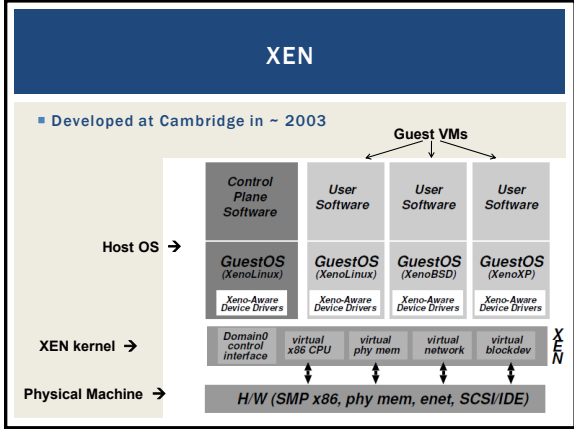 XEN
▪ Developed at Cambridge in ~ 2003
Guest VMs
Control
Plane
Software
User
Software
User
Software
User
Software
Host OS →
GuestOS
(XenoLinux)
GuestOS
(XenoLinux)
GuestOS
(XenoBSD)
GuestOS
(XenoXP)
Xeno-Aware
Device Drivers
Xeno-Aware
Device Drivers
Xeno-Aware
Device Drivers
Xeno-Aware
Device Drivers
XEN kernel →
Domain0
control
interface
virtual
x86 CPU
virtual
phy mem
virtual
network
virtual
blockdev
XEN
Physical Machine →
H/W (SMP x86, phy mem, enet, SCSI/IDE)